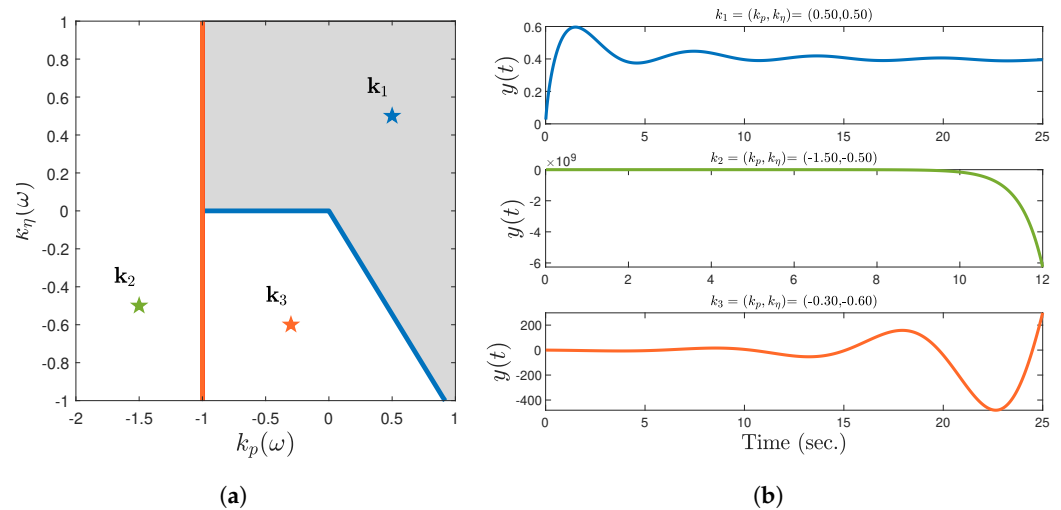 1
0.8
0.6
0.4
0.2
0
-0.2
-0.4
-0.6
-0.8
-1
κη(ω)
k1
k2
k3
-2 -1.5 -1 -0.5 0 0.5 1
kp(ω)
(a)
k1 = (kp, kη)= (0.50,0.50)
0.6
0.4
0.2
0
y(t)
0 5 10 15 20 25
k2 = (kp, kη)= (-1.50,-0.50)
×10^9
0
-2
-4
-6
y(t)
0 2 4 6 8 10 12
k3 = (kp, kη)= (-0.30,-0.60)
200
0
-200
-400
y(t)
0 5 10 15 20 25
Time (sec.)
(b)